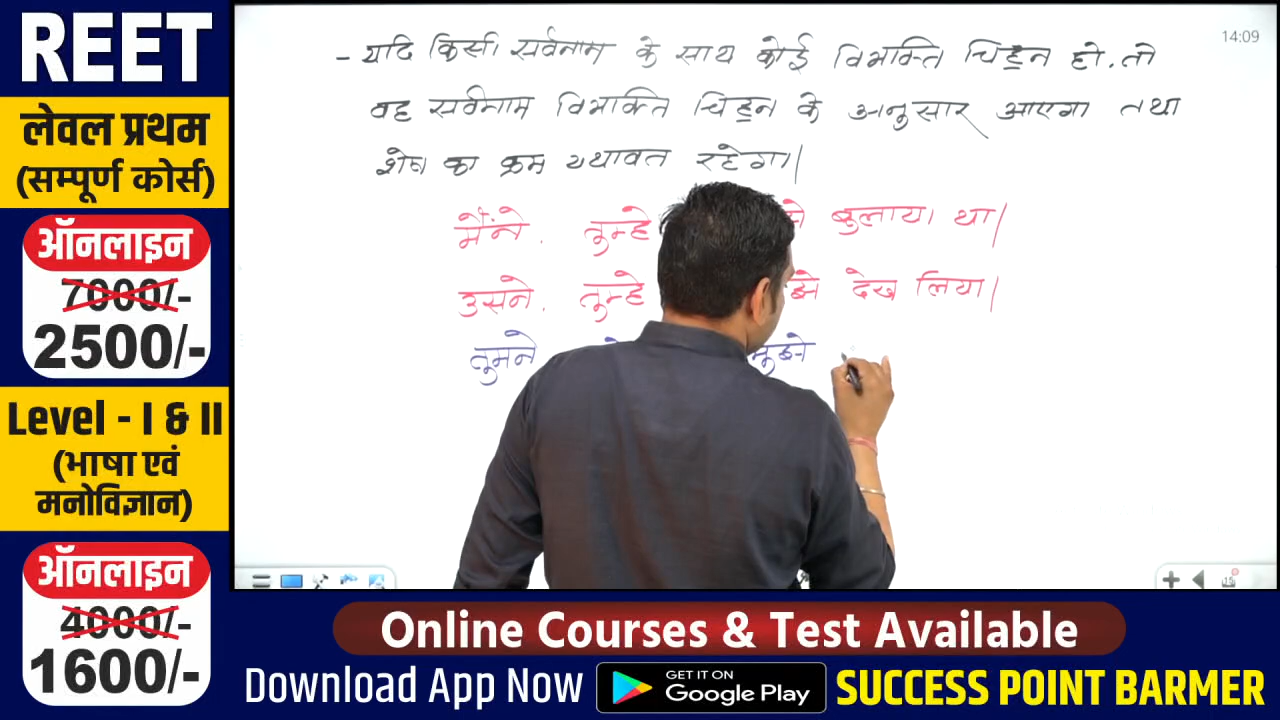 REET
लेवल प्रथम
(सम्पूर्ण कोर्स)
ऑनलाइन
7000/-
2500/-
Level - I & II
(भाषा एवं
मनोविज्ञान)
ऑनलाइन
4000/-
1600/-
14:09
- यदि किसी सर्वनाम के साथ कोई विभक्ति चिह्न हो, तो
वह सर्वनाम विभक्ति चिह्न के अनुसार आएगा तथा
शेष का क्रम यथावत रहेगा।
मैंने, तुम्हे बुलाया था।
उसने, तुम्हे देख लिया।
तुमने मुझे
Online Courses & Test Available
Download App Now GET IT ON Google Play SUCCESS POINT BARMER